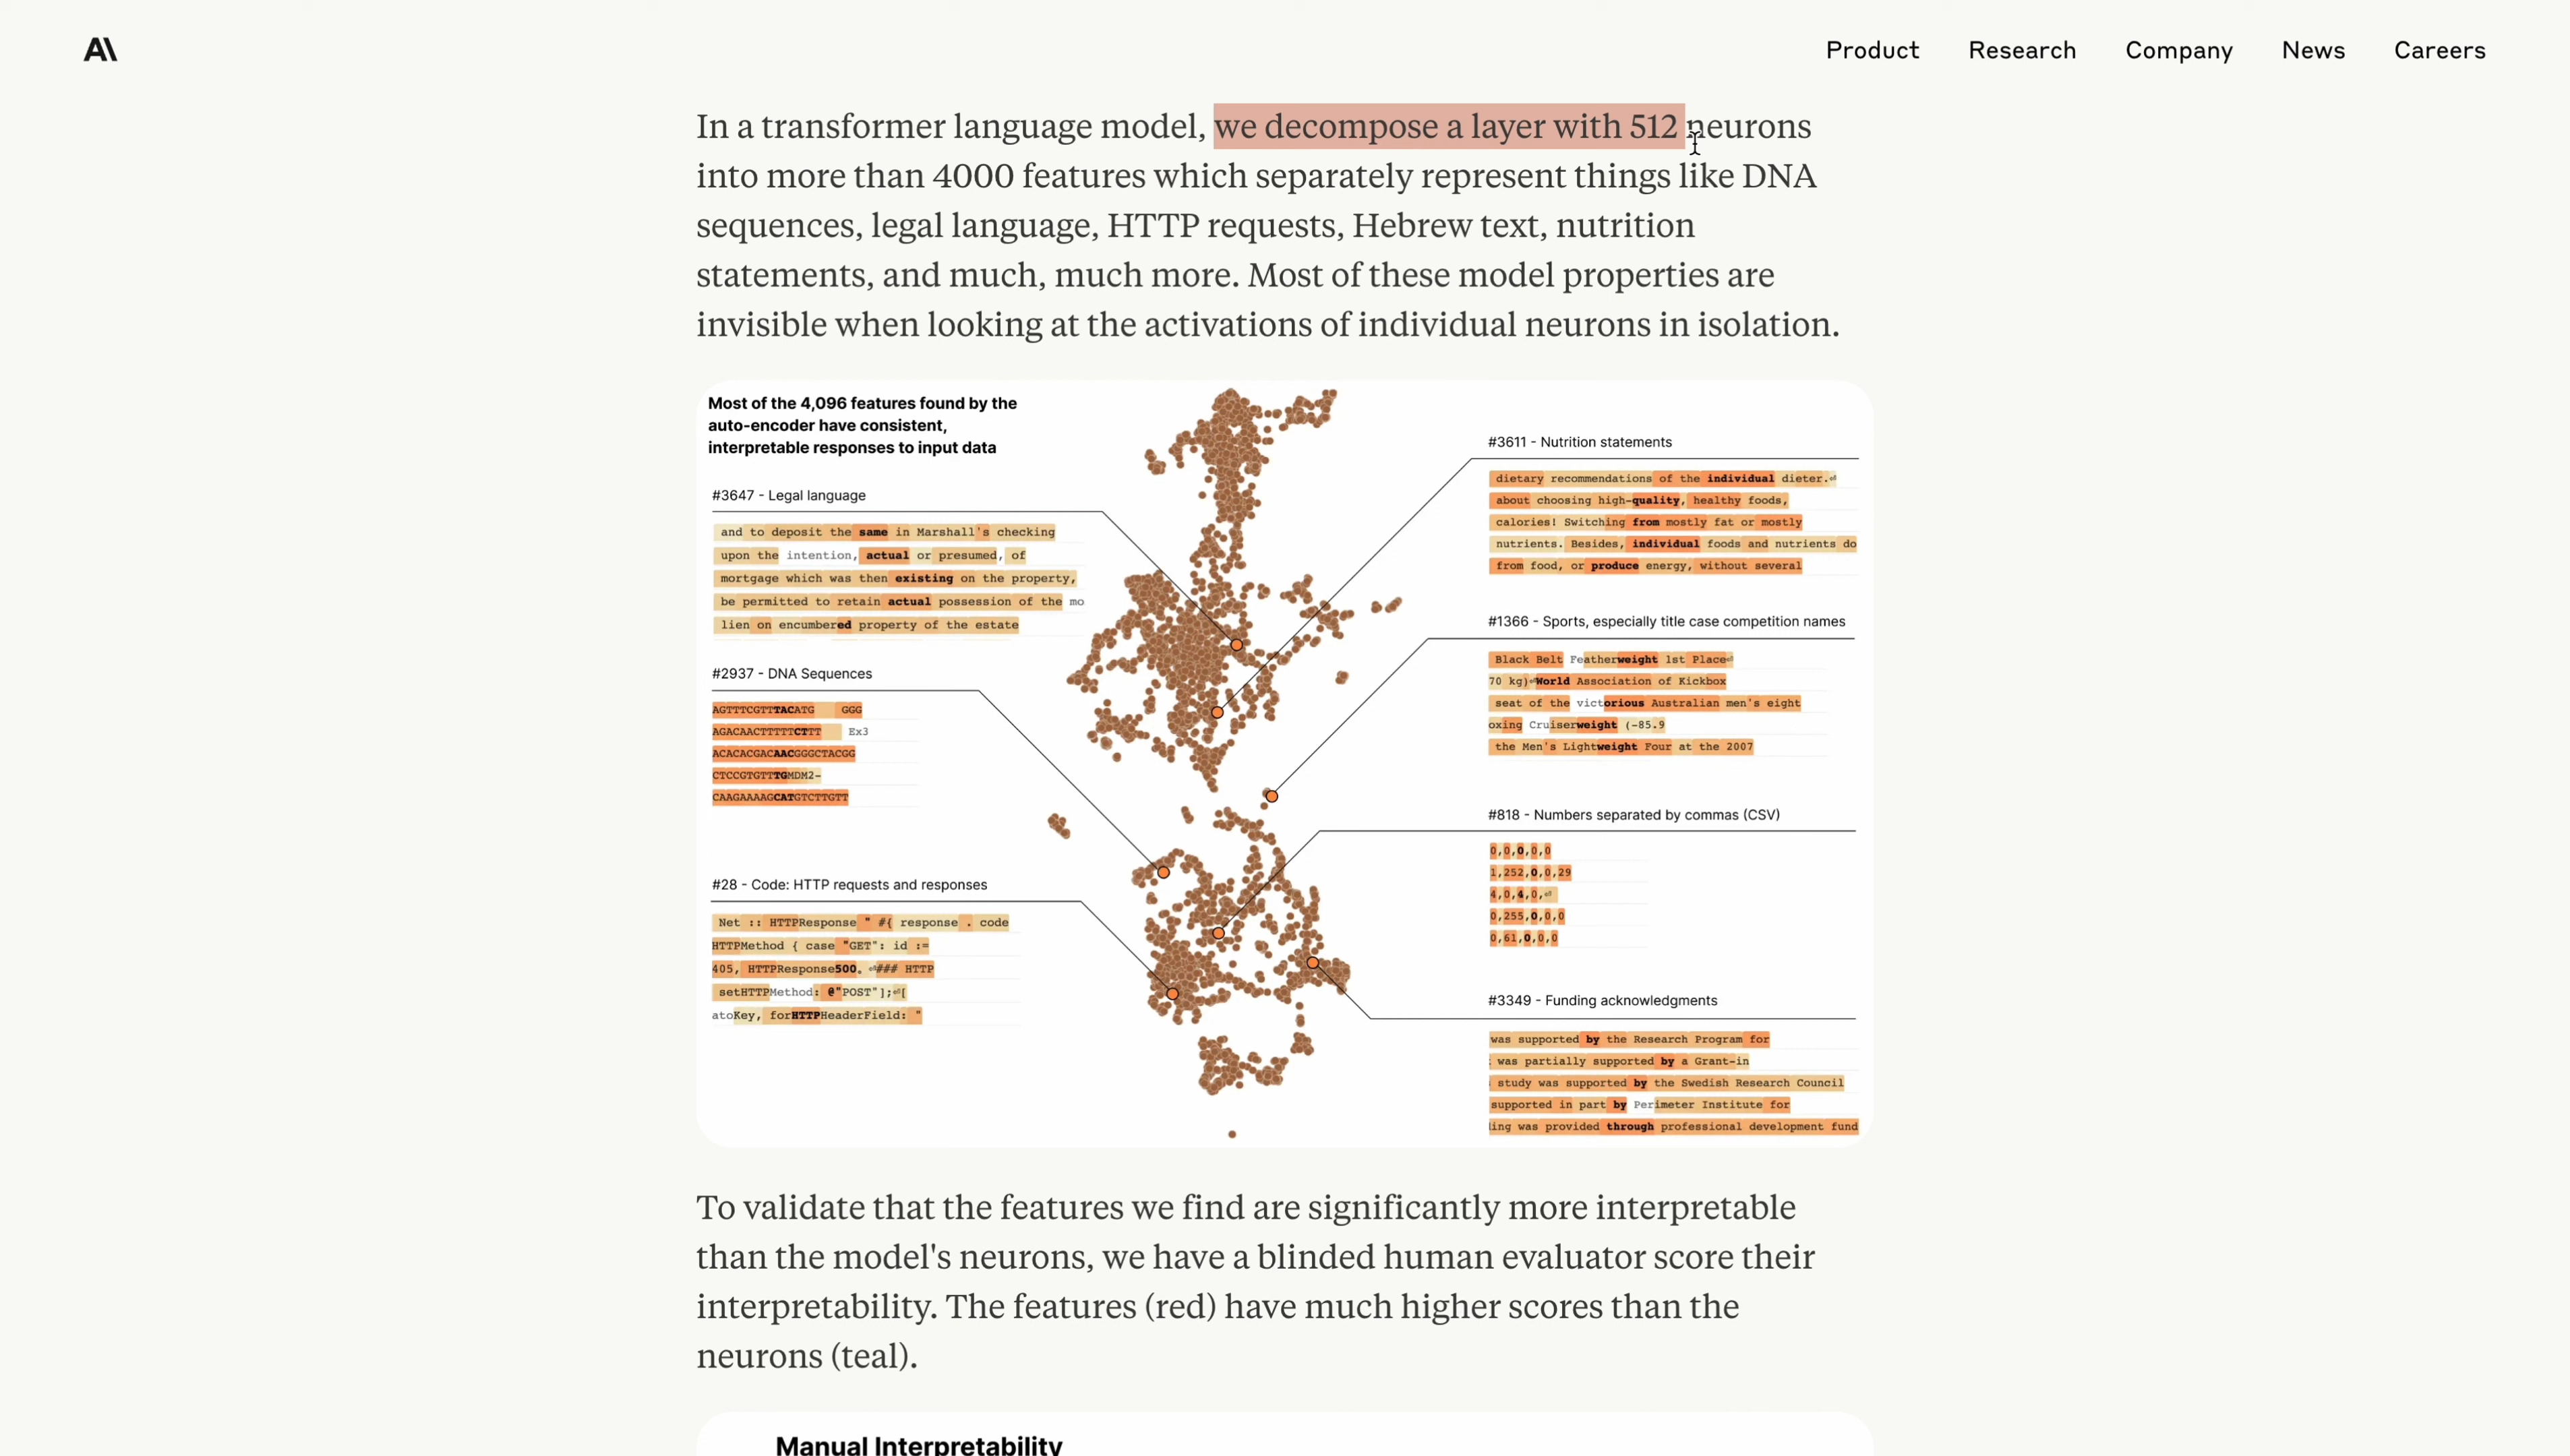 A\
Product Research Company News Careers
In a transformer language model, we decompose a layer with 512 neurons
into more than 4000 features which separately represent things like DNA
sequences, legal language, HTTP requests, Hebrew text, nutrition
statements, and much, much more. Most of these model properties are
invisible when looking at the activations of individual neurons in isolation.
Most of the 4,096 features found by the
auto-encoder have consistent,
interpretable responses to input data
#3647 - Legal language
and to deposit the same in Marshall's checking
upon the intention, actual or presumed, of
mortgage which was then existing on the property,
be permitted to retain actual possession of the mo
lien on encumbered property of the estate
#2937 - DNA Sequences
AGTTTCGTTTACATG GGG
AGACAACTTTTTCTTT Ex3
ACACACGACAACGGGCTACGG
CTCCGTGTTTGMDM2-
CAAGAAAAGCATGTCTTGTT
#28 - Code: HTTP requests and responses
Net :: HTTPResponse " #{ response . code
HTTPMethod { case "GET": id :=
405, HTTPResponse500。 ⏎### HTTP
setHTTPMethod: @"POST"];⏎[
atoKey, forHTTPHeaderField: "
#3611 - Nutrition statements
dietary recommendations of the individual dieter.⏎
about choosing high-quality, healthy foods,
calories! Switching from mostly fat or mostly
nutrients. Besides, individual foods and nutrients do
from food, or produce energy, without several
#1366 - Sports, especially title case competition names
Black Belt Featherweight 1st Place⏎
70 kg)⏎World Association of Kickbox
seat of the victorious Australian men's eight
oxing Cruiserweight (-85.9
the Men's Lightweight Four at the 2007
#818 - Numbers separated by commas (CSV)
0,0,0,0,0
1,252,0,0,29
4,0,4,0,⏎
0,255,0,0,0
0,61,0,0,0
#3349 - Funding acknowledgments
was supported by the Research Program for
: was partially supported by a Grant-in
study was supported by the Swedish Research Council
supported in part by Perimeter Institute for
ing was provided through professional development fund
To validate that the features we find are significantly more interpretable
than the model's neurons, we have a blinded human evaluator score their
interpretability. The features (red) have much higher scores than the
neurons (teal).
Manual Interpretability